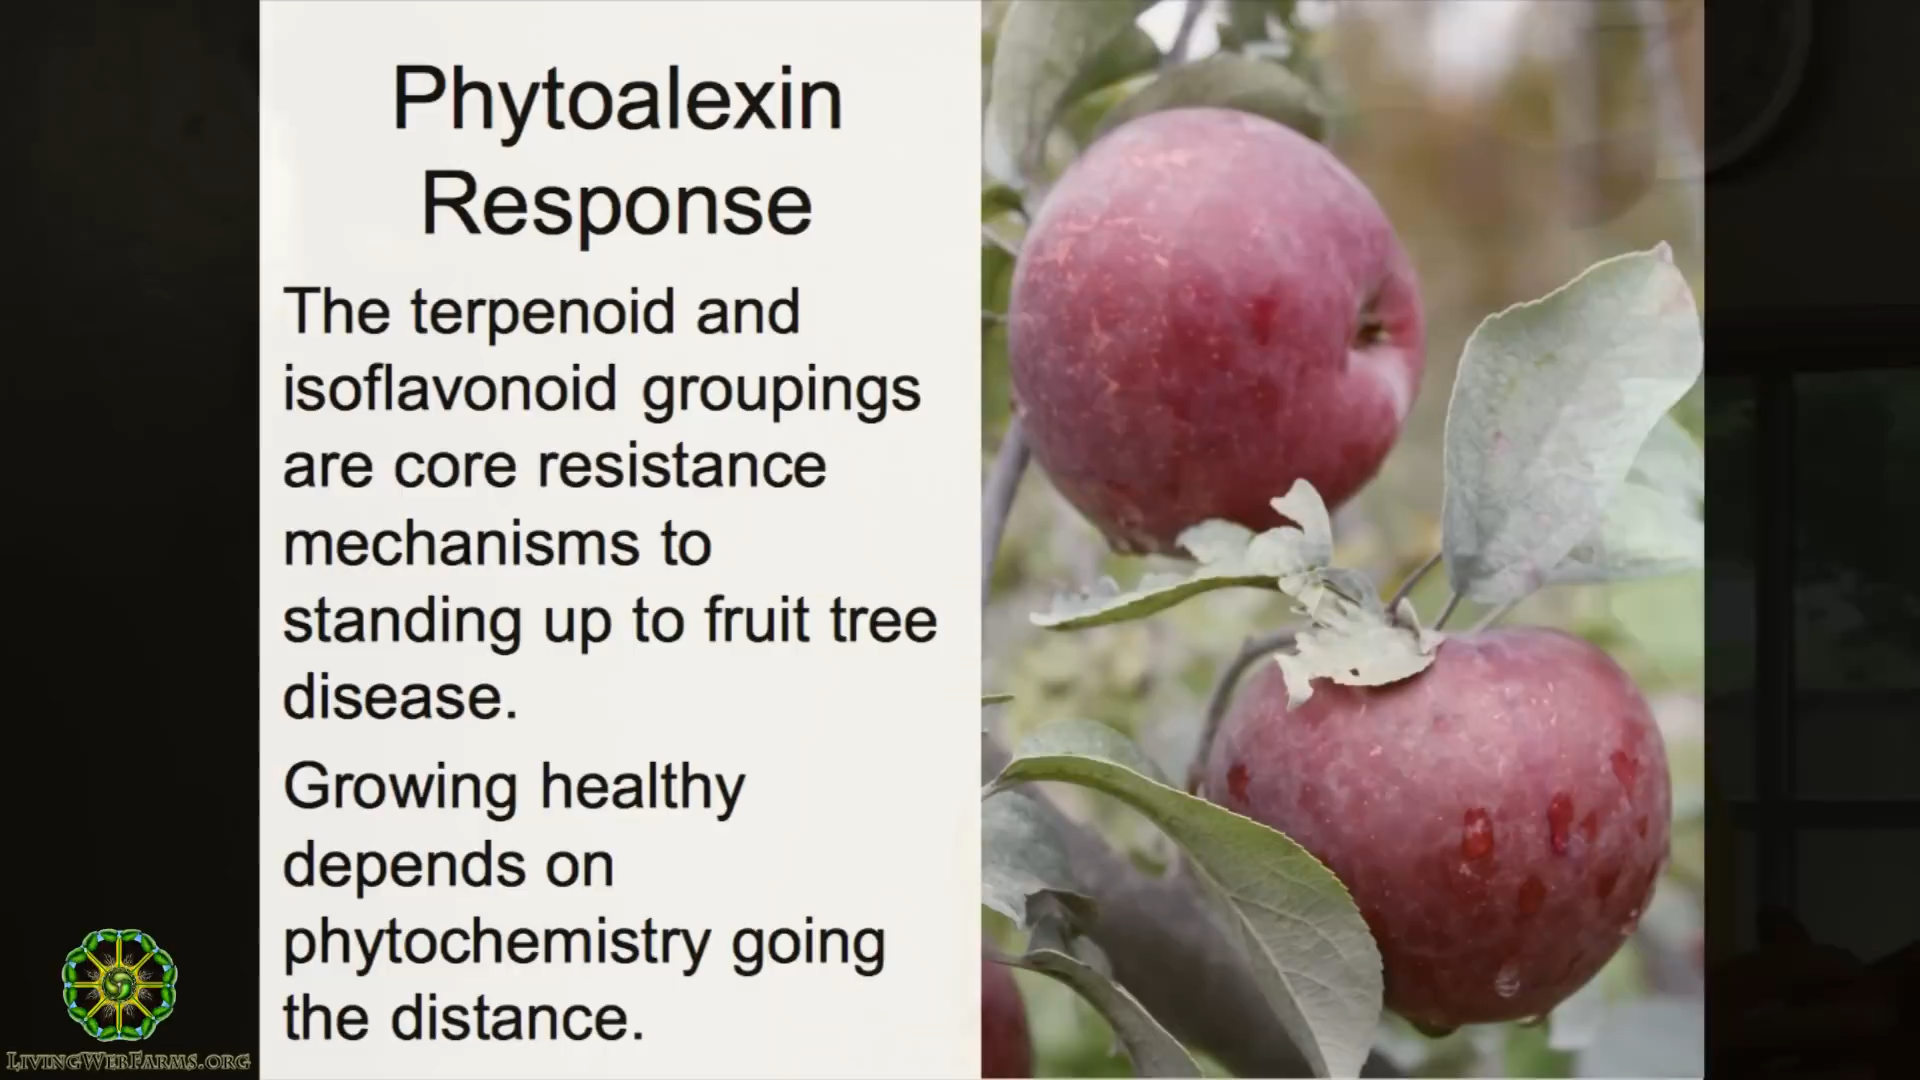 Phytoalexin
Response
The terpenoid and
isoflavonoid groupings
are core resistance
mechanisms to
standing up to fruit tree
disease.
Growing healthy
depends on
phytochemistry going
the distance.
LivingWebFarms.org